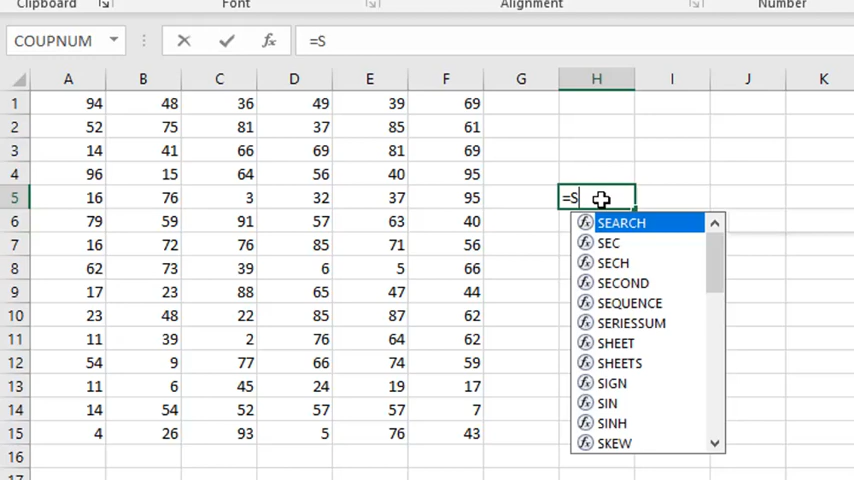 Clipboard Font Alignment Number
COUPNUM =S
A B C D E F G H I J K
1 94 48 36 49 39 69
2 52 75 81 37 85 61
3 14 41 66 69 81 69
4 96 15 64 56 40 95
5 16 76 3 32 37 95 =S
6 79 59 91 57 63 40 SEARCH
7 16 72 76 85 71 56 SEC
8 62 73 39 6 5 66 SECH
9 17 23 88 65 47 44 SECOND
10 23 48 22 85 87 62 SEQUENCE
11 11 39 2 76 64 62 SERIESSUM
12 54 9 77 66 74 59 SHEET
13 11 6 45 24 19 17 SHEETS
14 14 54 52 57 57 7 SIGN
15 4 26 93 5 76 43 SIN
16 SINH
17 SKEW